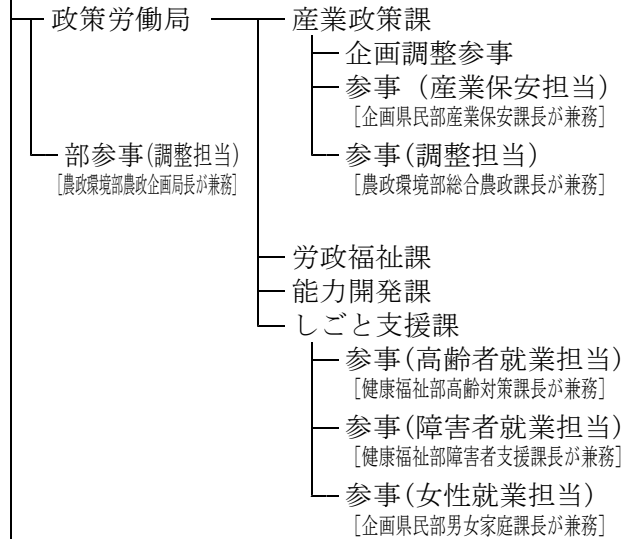 政策労働局 産業政策課
企画調整参事
参事（産業保安担当）
［企画県民部産業保安課長が兼務］
部参事(調整担当) 参事(調整担当)
［農政環境部農政企画局長が兼務］ ［農政環境部総合農政課長が兼務］
労政福祉課
能力開発課
しごと支援課
参事(高齢者就業担当)
［健康福祉部高齢対策課長が兼務］
参事(障害者就業担当)
［健康福祉部障害者支援課長が兼務］
参事(女性就業担当)
［企画県民部男女家庭課長が兼務］